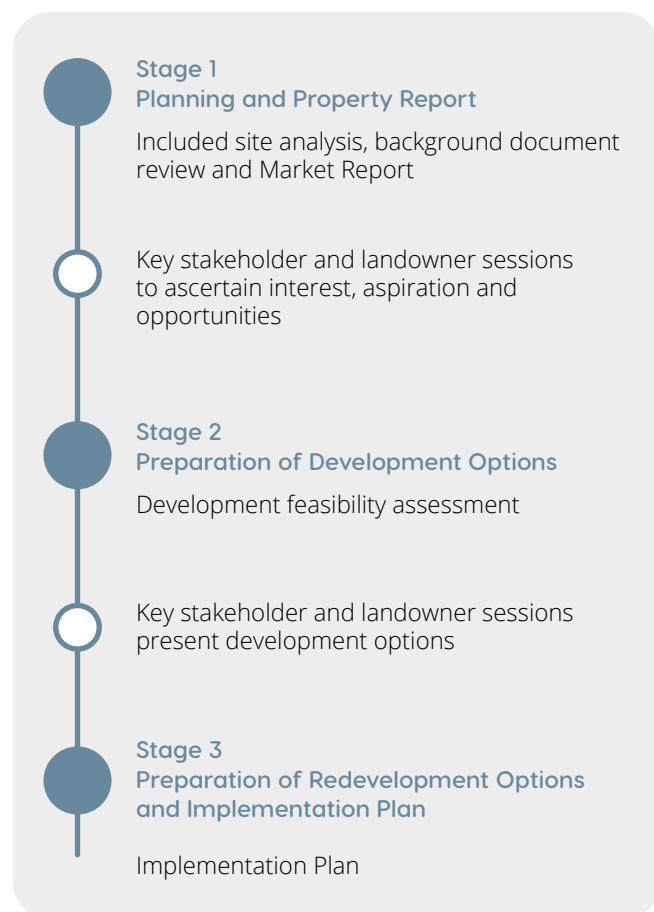 Stage 1
Planning and Property Report
Included site analysis, background document
review and Market Report
Key stakeholder and landowner sessions
to ascertain interest, aspiration and
opportunities
Stage 2
Preparation of Development Options
Development feasibility assessment
Key stakeholder and landowner sessions
present development options
Stage 3
Preparation of Redevelopment Options
and Implementation Plan
Implementation Plan